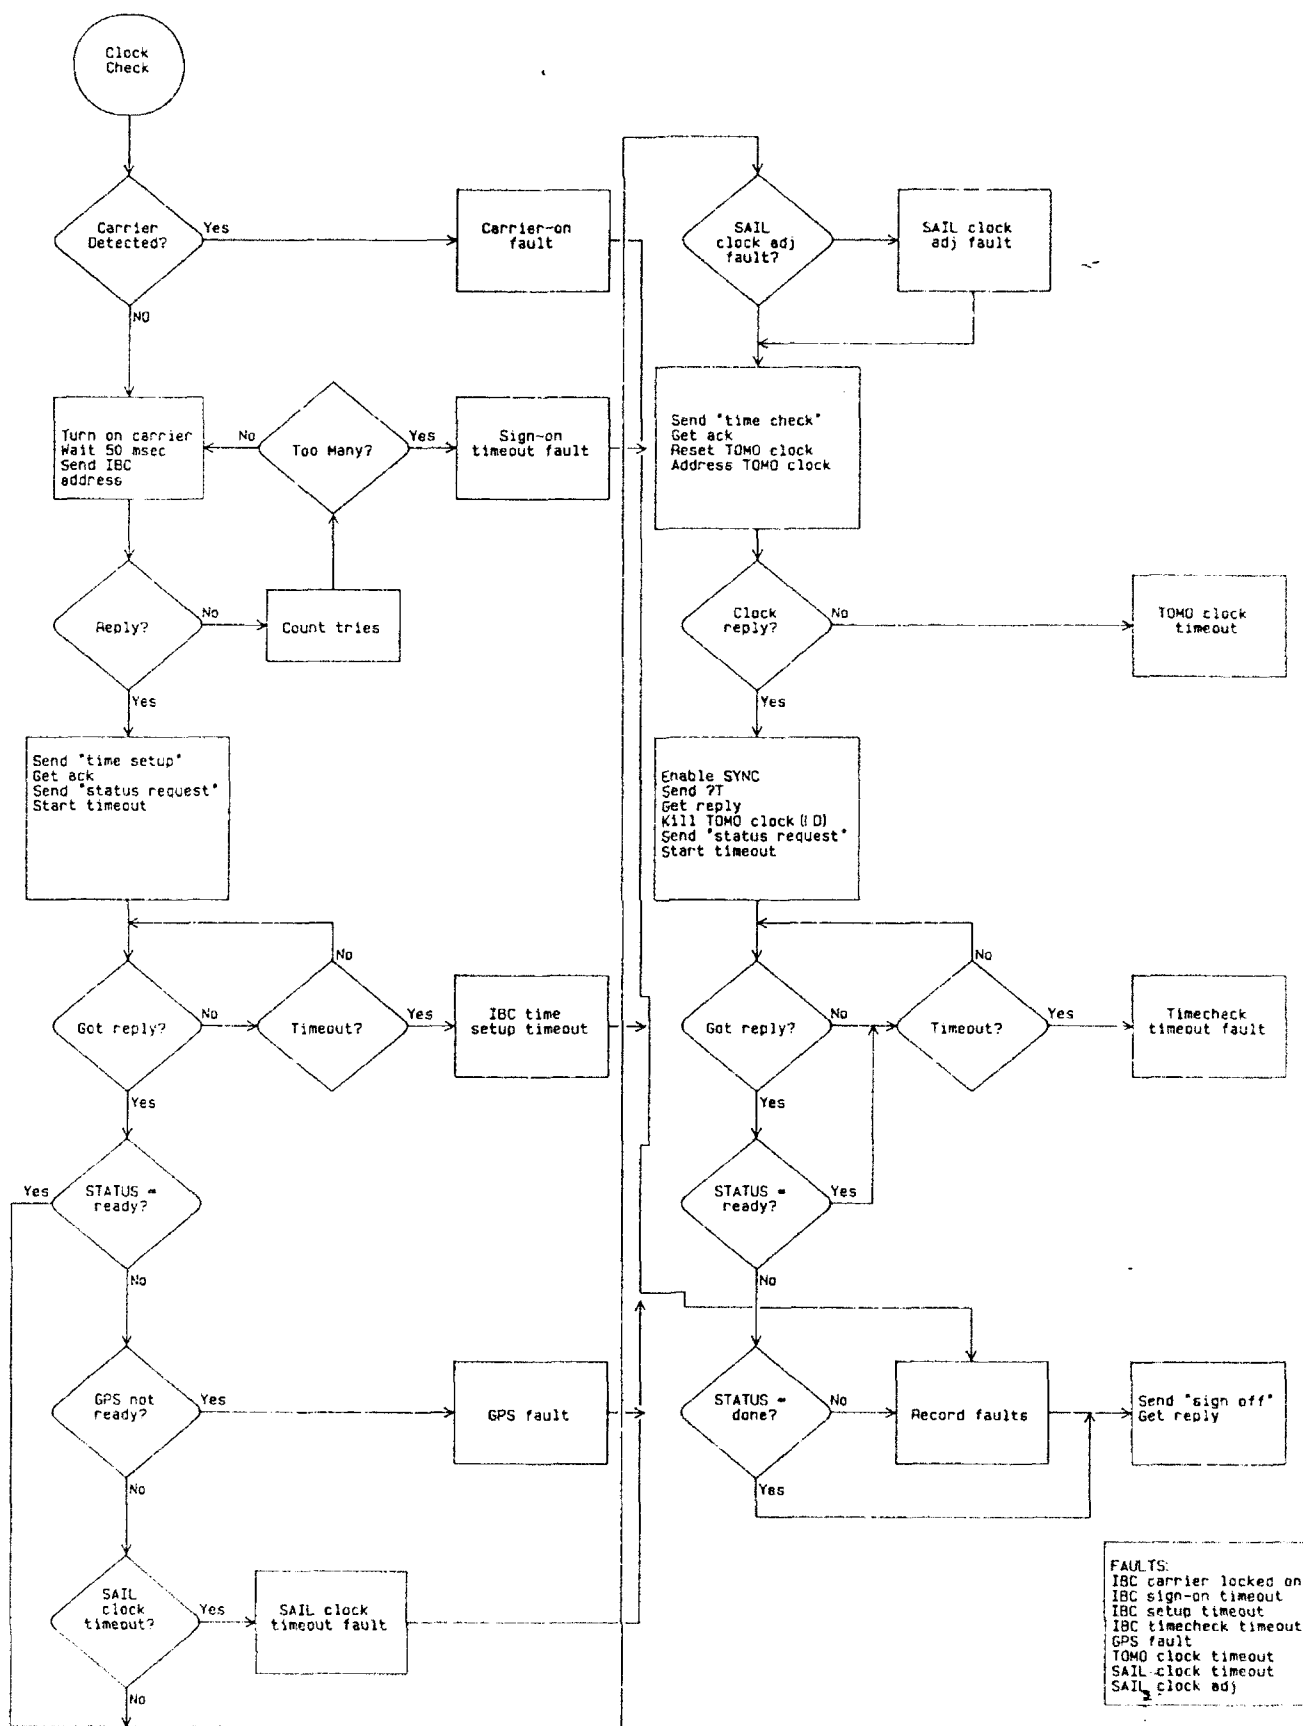 Clock
Check
Carrier
Detected?
Yes
NO
Carrier-on
fault
Turn on carrier
Wait 50 msec
Send IBC
address
No
Too Many?
Yes
Sign-on
timeout fault
Reply?
No
Count tries
Yes
Send "time setup"
Get ack
Send "status request"
Start timeout
Got reply?
No
No
Timeout?
Yes
IBC time
setup timeout
Yes
Yes
STATUS =
ready?
No
GPS not
ready?
Yes
GPS fault
No
SAIL
clock
timeout?
Yes
SAIL clock
timeout fault
No
SAIL
clock adj
fault?
SAIL clock
adj fault
Send "time check"
Get ack
Reset TOMO clock
Address TOMO clock
Clock
reply?
No
TOMO clock
timeout
Yes
Enable SYNC
Send ?T
Get reply
Kill TOMO clock (! D)
Send "status request"
Start timeout
Got reply?
No
No
Timeout?
Yes
Timecheck
timeout fault
Yes
STATUS =
ready?
Yes
No
STATUS =
done?
No
Record faults
Send "sign off"
Get reply
Yes
FAULTS:
IBC carrier locked on
IBC sign-on timeout
IBC setup timeout
IBC timecheck timeout
GPS fault
TOMO clock timeout
SAIL clock timeout
SAIL clock adj